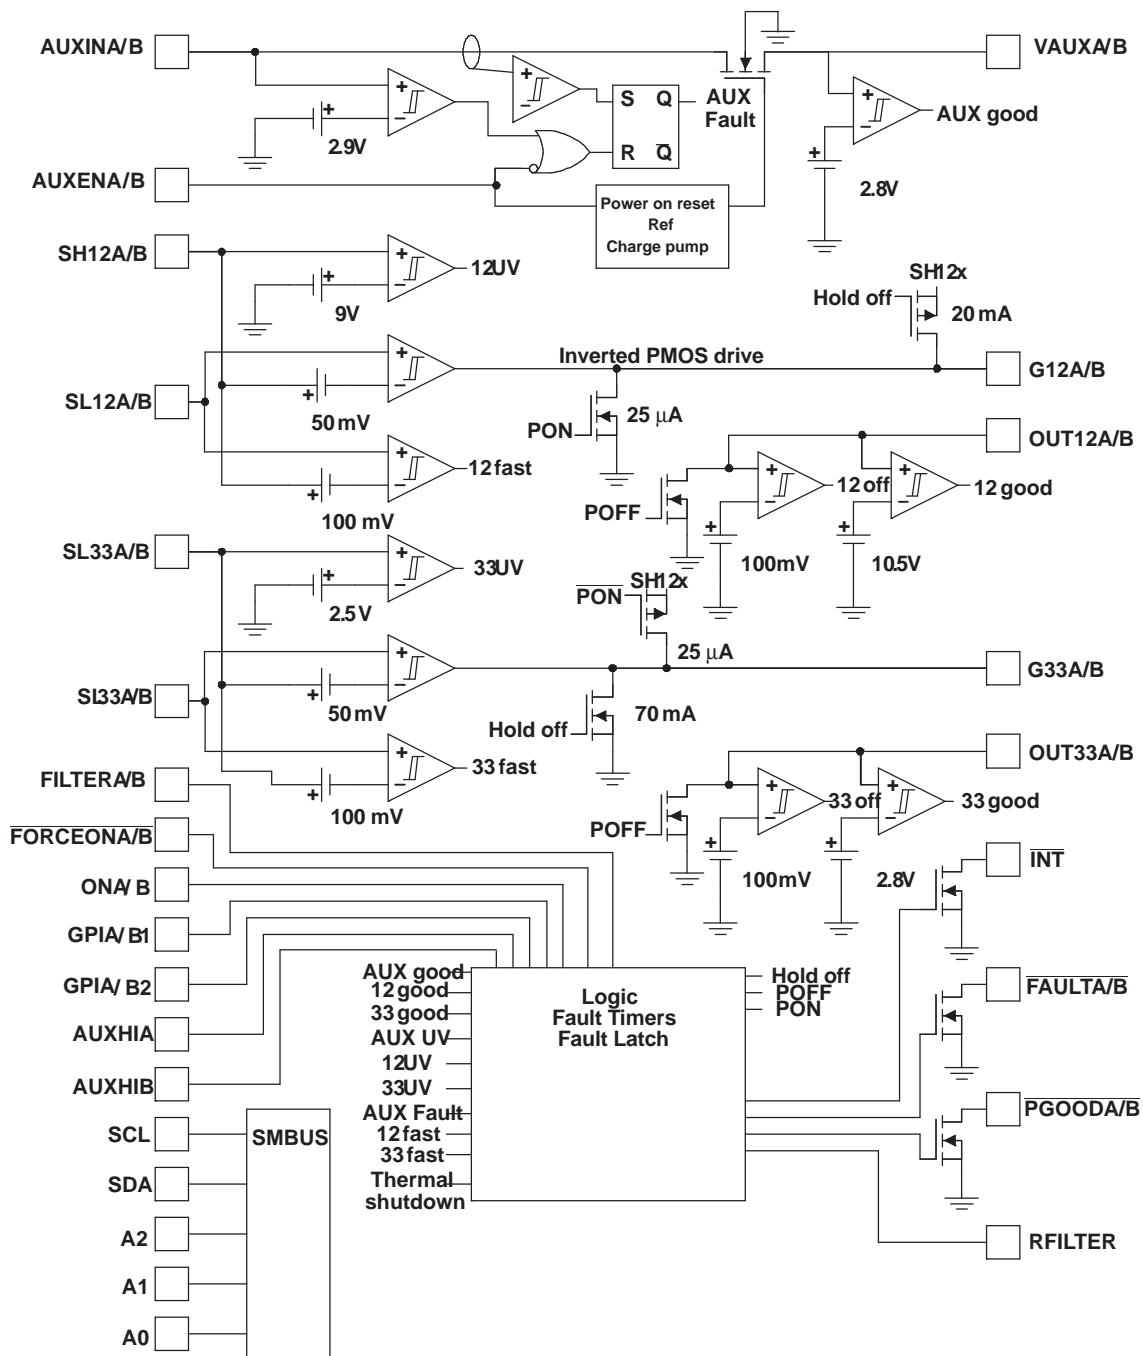 AUXINA/B
VAUXA/B
+
−
2.9V
+
+
−
S Q
R Q̅
AUX
Fault
+
−
AUX good
+
2.8V
AUXENA/B
Power on reset
Ref
Charge pump
SH12A/B
+
−
12UV
+
9V
SH12x
Hold off
20 mA
Inverted PMOS drive
G12A/B
SL12A/B
+
−
+
50 mV
PON
25 μA
OUT12A/B
+
−
12 fast
+
100 mV
POFF
+
−
12 off
+
−
12 good
+
100mV
+
10.5V
SL33A/B
+
−
33UV
+
2.5V
SH12x
P̅O̅N̅
25 μA
G33A/B
SL33A/B
+
−
+
50 mV
Hold off
70 mA
OUT33A/B
+
−
33 fast
+
100 mV
POFF
+
−
33 off
+
−
33 good
+
100mV
+
2.8V
FILTERA/B
F̅O̅R̅C̅E̅O̅N̅A̅/̅B̅
I̅N̅T̅
ONA/ B
GPIA/ B1
GPIA/ B2
AUXHIA
AUXHIB
AUX good
12 good
33 good
AUX UV
12UV
33UV
AUX Fault
12 fast
33 fast
Thermal
shutdown
Logic
Fault Timers
Fault Latch
Hold off
POFF
PON
F̅A̅U̅L̅T̅A̅/̅B̅
P̅G̅O̅O̅D̅A̅/̅B̅
RFILTER
SCL
SMBUS
SDA
A2
A1
A0